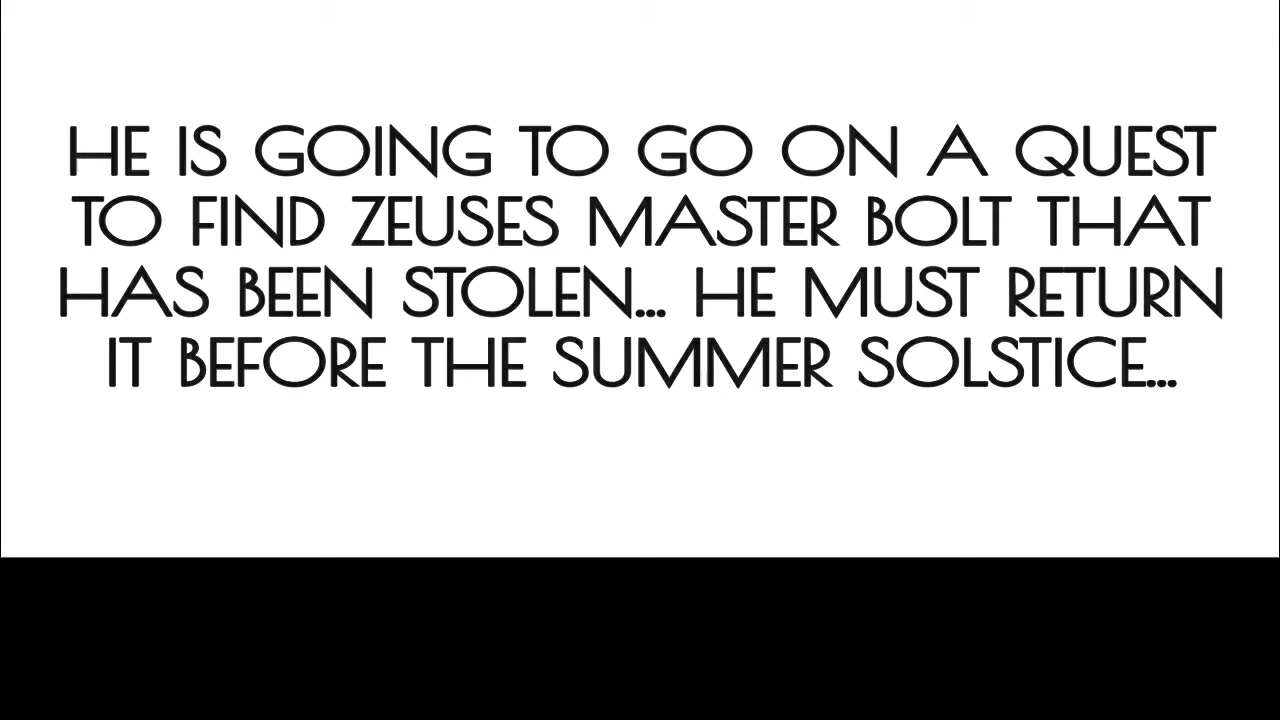 HE IS GOING TO GO ON A QUEST
TO FIND ZEUSES MASTER BOLT THAT
HAS BEEN STOLEN... HE MUST RETURN
IT BEFORE THE SUMMER SOLSTICE...